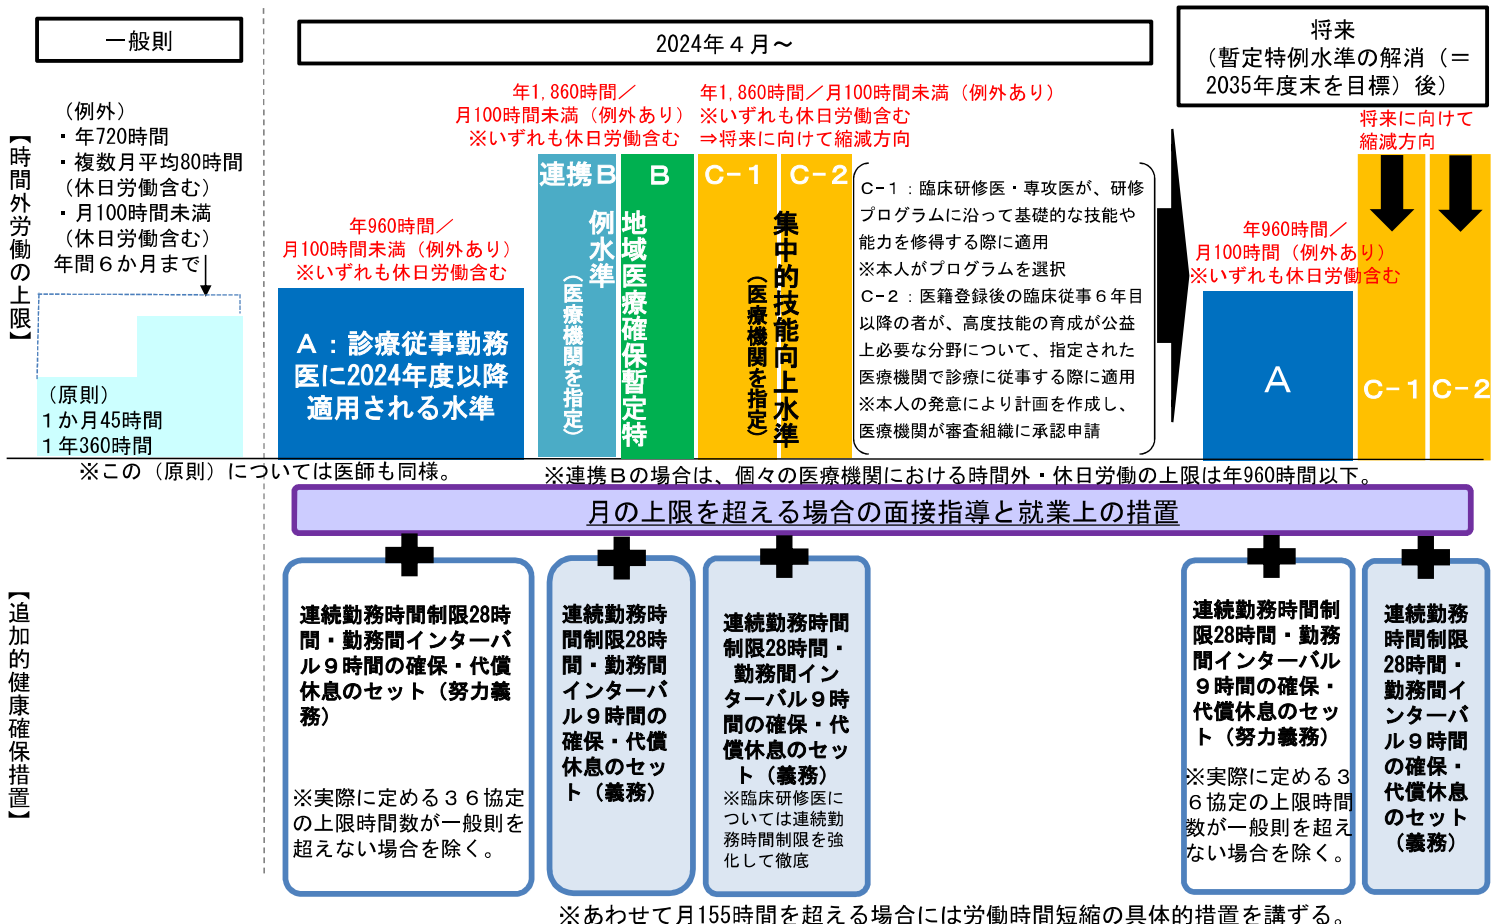 一般則
2024年４月～
将来
（暫定特例水準の解消（＝
2035年度末を目標）後）
【時間外労働の上限】
（例外）
・年720時間
・複数月平均80時間
（休日労働含む）
・月100時間未満
（休日労働含む）
年間６か月まで
（原則）
１か月45時間
１年360時間
年960時間／
月100時間未満（例外あり）
※いずれも休日労働含む
Ａ：診療従事勤務
医に2024年度以降
適用される水準
年1,860時間／
月100時間未満（例外あり）
※いずれも休日労働含む
連携Ｂ
Ｂ
地域医療確保暫定特
例水準
（医療機関を指定）
年1,860時間／月100時間未満（例外あり）
※いずれも休日労働含む
⇒将来に向けて縮減方向
Ｃ－１
Ｃ－２
集中的技能向上水準
（医療機関を指定）
Ｃ－１：臨床研修医・専攻医が、研修
プログラムに沿って基礎的な技能や
能力を修得する際に適用
※本人がプログラムを選択
Ｃ－２：医籍登録後の臨床従事６年目
以降の者が、高度技能の育成が公益
上必要な分野について、指定された
医療機関で診療に従事する際に適用
※本人の発意により計画を作成し、
医療機関が審査組織に承認申請
年960時間／
月100時間（例外あり）
※いずれも休日労働含む
Ａ
将来に向けて
縮減方向
Ｃ－１
Ｃ－２
※この（原則）については医師も同様。
※連携Ｂの場合は、個々の医療機関における時間外・休日労働の上限は年960時間以下。
月の上限を超える場合の面接指導と就業上の措置
【追加的健康確保措置】
連続勤務時間制限28時
間・勤務間インターバ
ル９時間の確保・代償
休息のセット（努力義
務）
※実際に定める３６協定
の上限時間数が一般則を
超えない場合を除く。
連続勤務時
間制限28時
間・勤務間
インターバ
ル９時間の
確保・代償
休息のセッ
ト（義務）
連続勤務時間
制限28時間・
勤務間イン
ターバル９時
間の確保・代
償休息のセッ
ト（義務）
※臨床研修医に
ついては連続勤
務時間制限を強
化して徹底
連続勤務時間制
限28時間・勤務
間インターバル
９時間の確保・
代償休息のセッ
ト（努力義務）
※実際に定める３
６協定の上限時間
数が一般則を超え
ない場合を除く。
連続勤務
時間制限
28時間・
勤務間イ
ンターバ
ル９時間
の確保・
代償休息
のセット
（義務）
※あわせて月155時間を超える場合には労働時間短縮の具体的措置を講ずる。